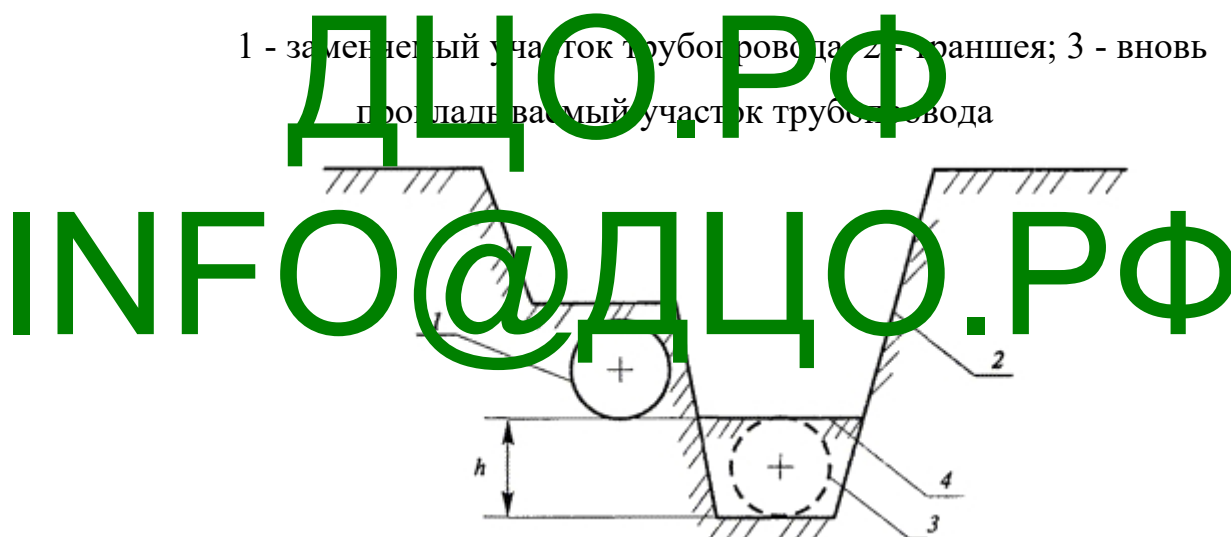 1 - заменяемый участок трубопровода; 2 - траншея; 3 - вновь
прокладываемый участок трубопровода
ДЦО.РФ
INFO@ДЦО.РФ
1
2
h
4
3